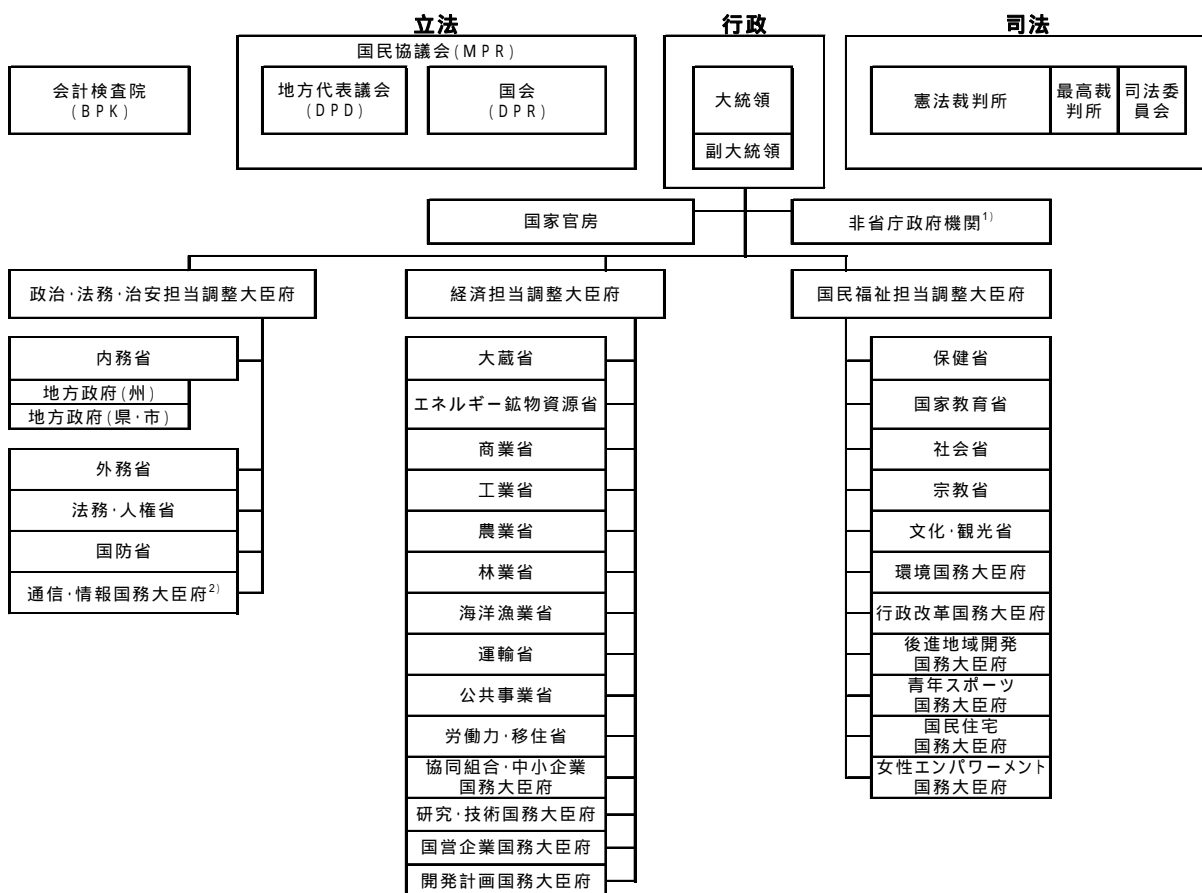 立法
行政
司法
国民協議会(MPR)
会計検査院
(BPK)
地方代表議会
(DPD)
国会
(DPR)
大統領
副大統領
憲法裁判所
最高裁
判所
司法委
員会
国家官房
非省庁政府機関1)
政治・法務・治安担当調整大臣府
経済担当調整大臣府
国民福祉担当調整大臣府
内務省
地方政府(州)
地方政府(県・市)
外務省
法務・人権省
国防省
通信・情報国務大臣府2)
大蔵省
エネルギー鉱物資源省
商業省
工業省
農業省
林業省
海洋漁業省
運輸省
公共事業省
労働力・移住省
協同組合・中小企業
国務大臣府
研究・技術国務大臣府
国営企業国務大臣府
開発計画国務大臣府
保健省
国家教育省
社会省
宗教省
文化・観光省
環境国務大臣府
行政改革国務大臣府
後進地域開発
国務大臣府
青年スポーツ
国務大臣府
国民住宅
国務大臣府
女性エンパワーメント
国務大臣府